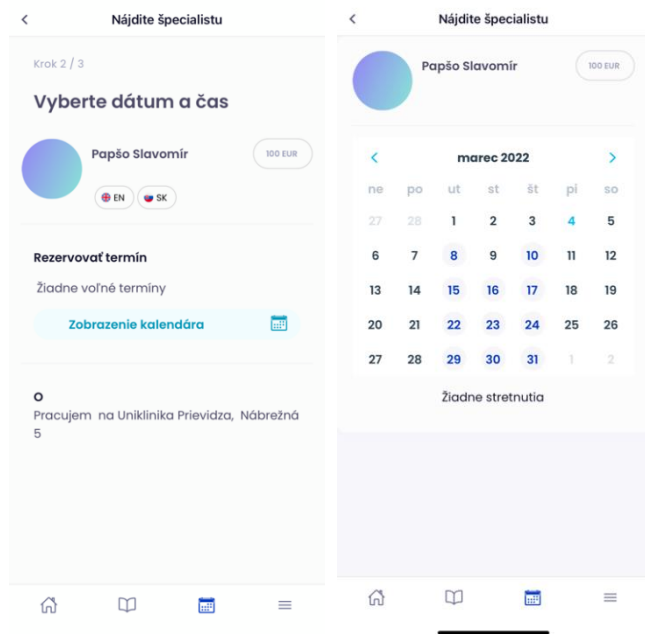 Nájdite špecialistu
Krok 2 / 3
Vyberte dátum a čas
Papšo Slavomír
100 EUR
EN
SK
Rezervovať termín
Žiadne voľné termíny
Zobrazenie kalendára
O
Pracujem na Uniklinika Prievidza, Nábrežná
5
Nájdite špecialistu
Papšo Slavomír
100 EUR
marec 2022
ne po ut st št pi so
27 28 1 2 3 4 5
6 7 8 9 10 11 12
13 14 15 16 17 18 19
20 21 22 23 24 25 26
27 28 29 30 31 1 2
Žiadne stretnutia